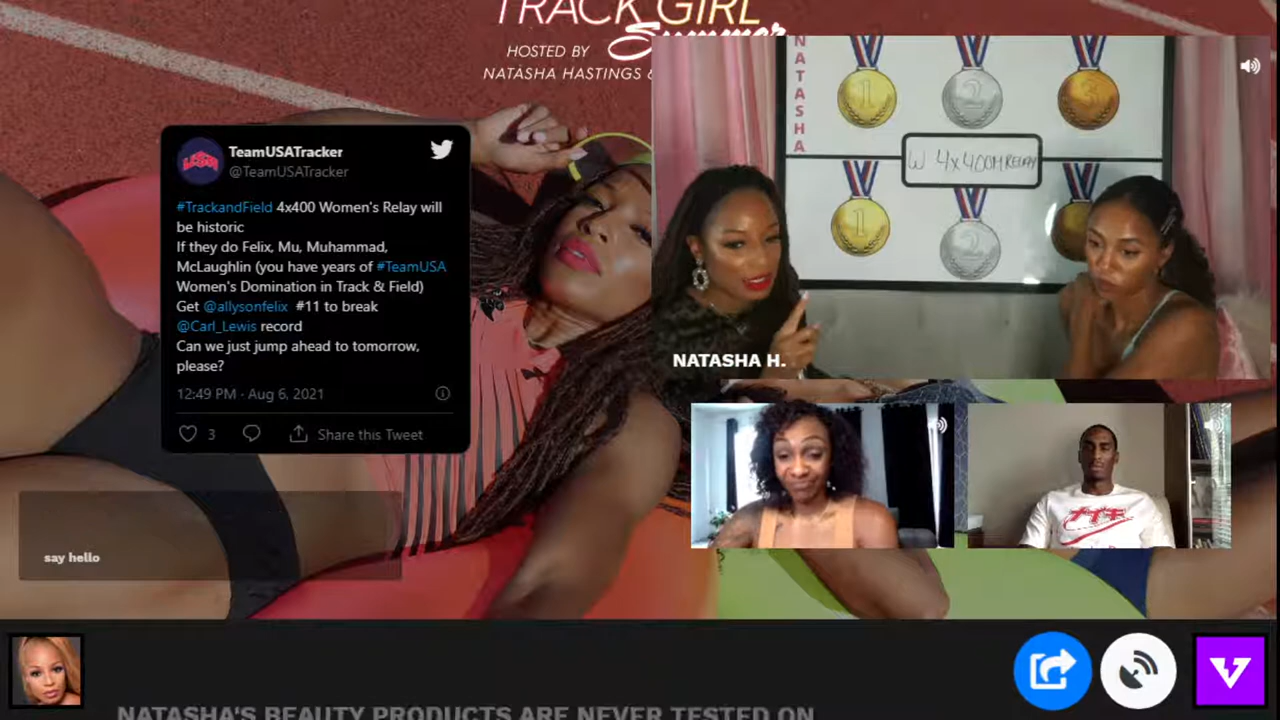 TRACK GIRL
Summer
HOSTED BY
NATASHA HASTINGS &
NATASHA
1
2
3
W 4x400M RELAY
1
2
TeamUSATracker
@TeamUSATracker
#TrackandField 4x400 Women's Relay will
be historic
If they do Felix, Mu, Muhammad,
McLaughlin (you have years of #TeamUSA
Women's Domination in Track & Field)
Get @allysonfelix #11 to break
@Carl_Lewis record
Can we just jump ahead to tomorrow,
please?
12:49 PM · Aug 6, 2021
3
Share this Tweet
NATASHA H.
say hello
NATASHA'S BEAUTY PRODUCTS ARE NEVER TESTED ON